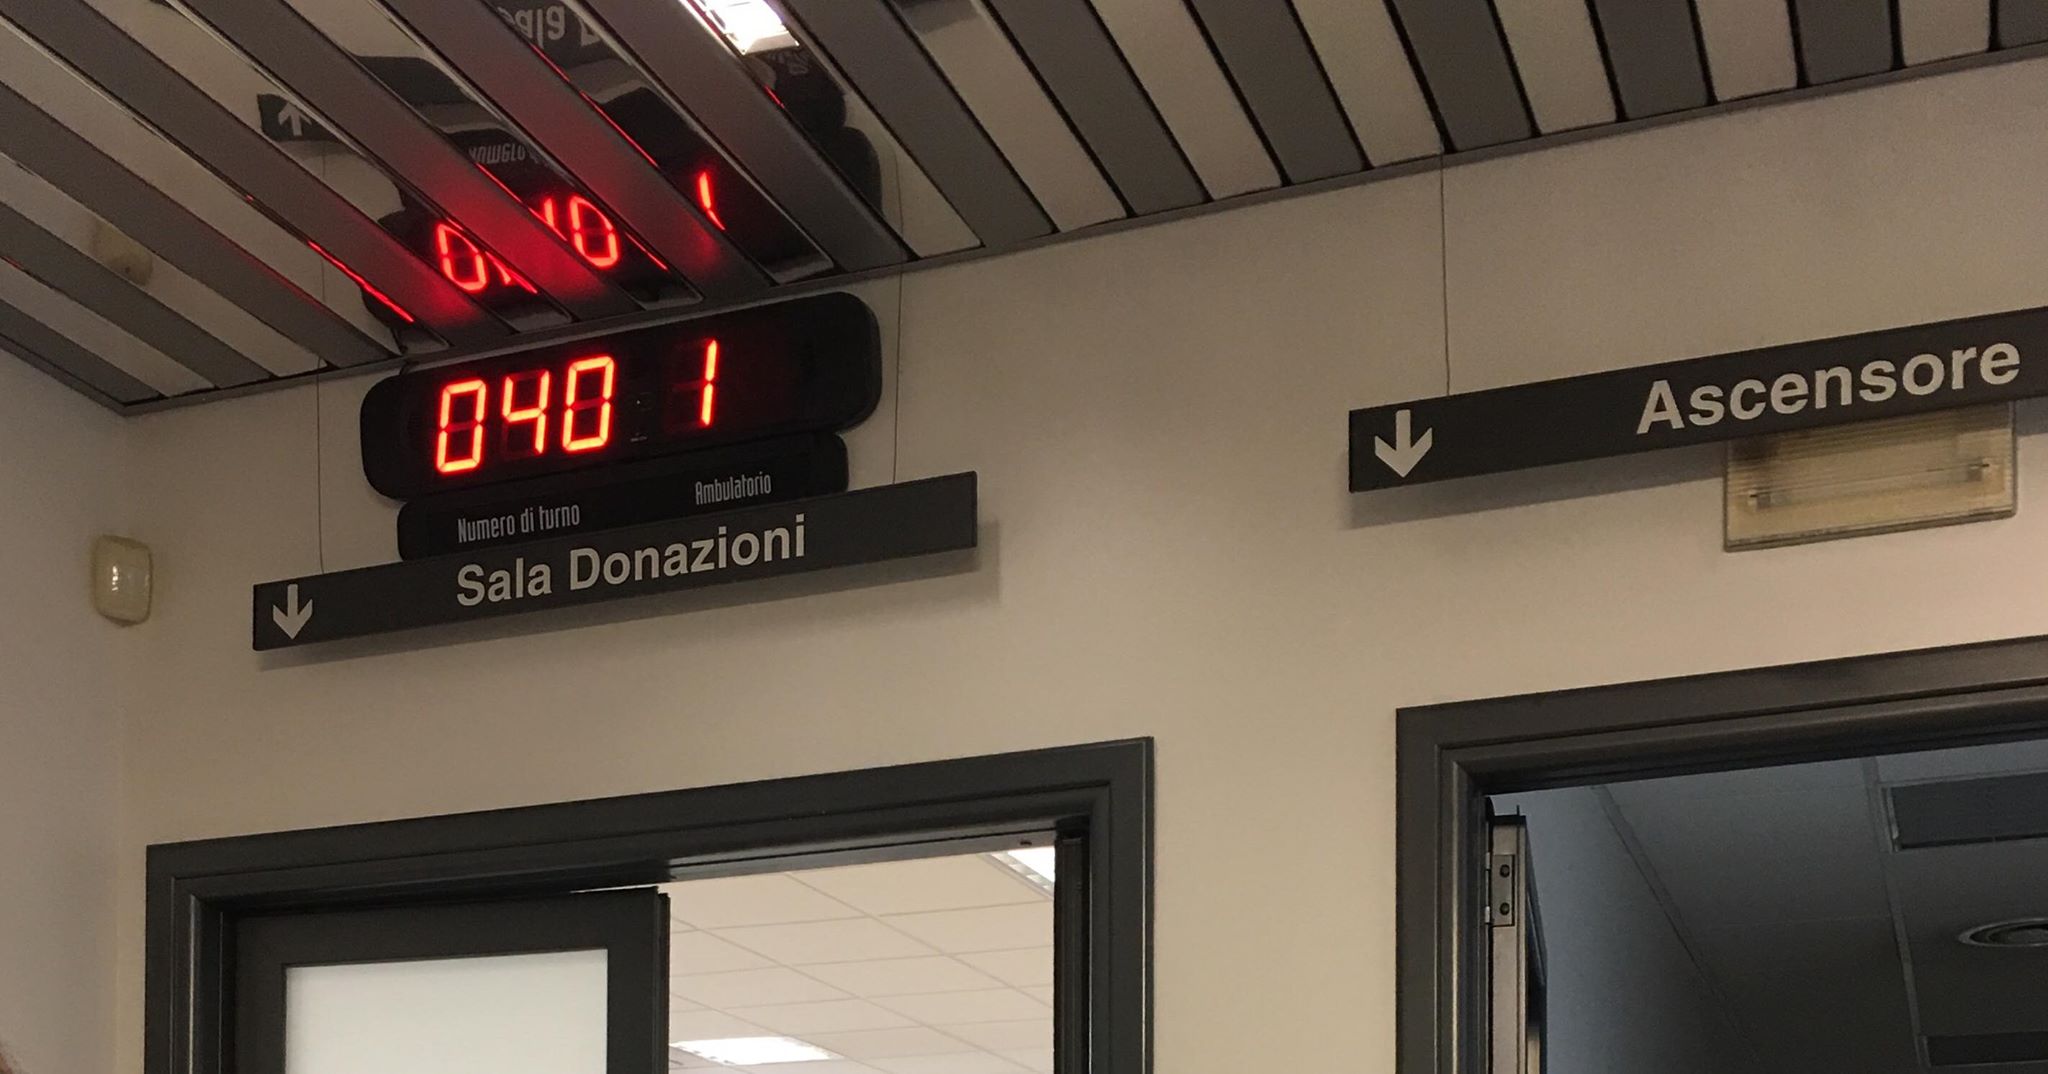 040 1
Numero di turno Ambulatorio
Sala Donazioni
Ascensore